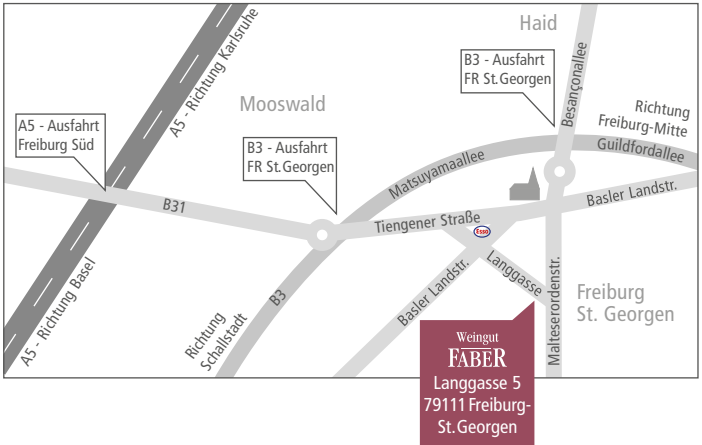 Haid
B3 - Ausfahrt
FR St. Georgen
Besançonallee
A5 - Richtung Karlsruhe
Mooswald
Richtung
Freiburg-Mitte
Guildfordallee
A5 - Ausfahrt
Freiburg Süd
B3 - Ausfahrt
FR St. Georgen
Matsuyamaallee
B31
Tiengener Straße
Basler Landstr.
Esso
Langgasse
Basler Landstr.
Malteserordenstr.
A5 - Richtung Basel
B3
Richtung
Schallstadt
Freiburg
St. Georgen
Weingut
FABER
Langgasse 5
79111 Freiburg-
St. Georgen